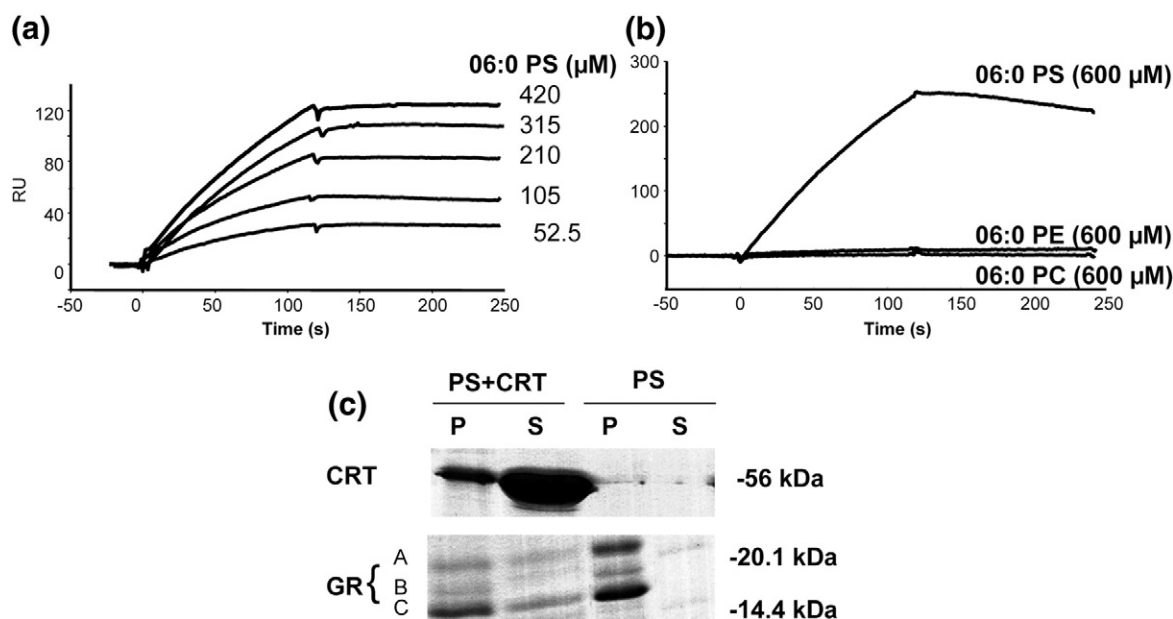 (a)
06:0 PS (µM)
420
315
210
105
52.5
120
80
40
0
RU
-50 0 50 100 150 200 250
Time (s)
(b)
300
200
100
0
06:0 PS (600 µM)
06:0 PE (600 µM)
06:0 PC (600 µM)
-50 0 50 100 150 200 250
Time (s)
(c)
PS+CRT PS
P S P S
CRT -56 kDa
A -20.1 kDa
GR { B
C -14.4 kDa